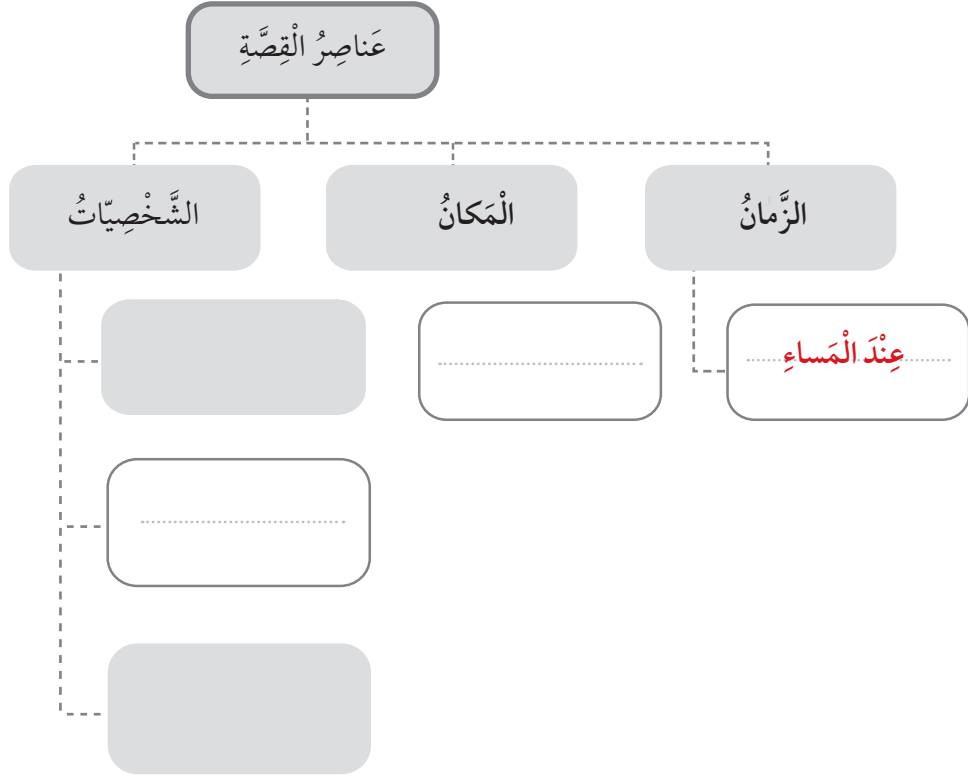 عَناصِرُ الْقِصَّةِ
الزَّمانُ
الْمَكانُ
الشَّخْصِيّاتُ
عِنْدَ الْمَساءِ